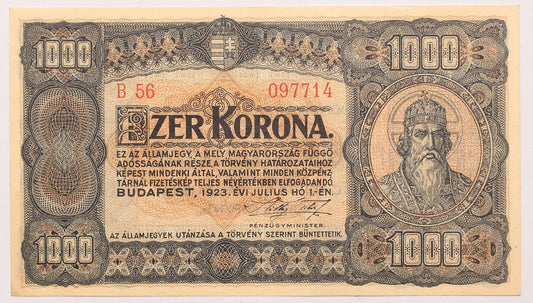 1000
1000
B 56 097714
EZER KORONA.
EZ AZ ÁLLAMJEGY, A MELY MAGYARORSZÁG FÜGGŐ
ADÓSSÁGÁNAK RÉSZE A TÖRVÉNY HATÁROZATAIHOZ
KÉPEST MINDENKI ÁLTAL, VALAMINT MINDEN KÖZPÉNZ-
TÁRNÁL FIZETÉSKÉP TELJES NÉVÉRTÉKBEN ELFOGADANDÓ.
BUDAPEST, 1923. ÉVI JÚLIUS HÓ 1-ÉN.
PÉNZÜGYMINISTER.
AZ ÁLLAMJEGYEK UTÁNZÁSA A TÖRVÉNY SZERINT BÜNTETTETIK.
1000
1000